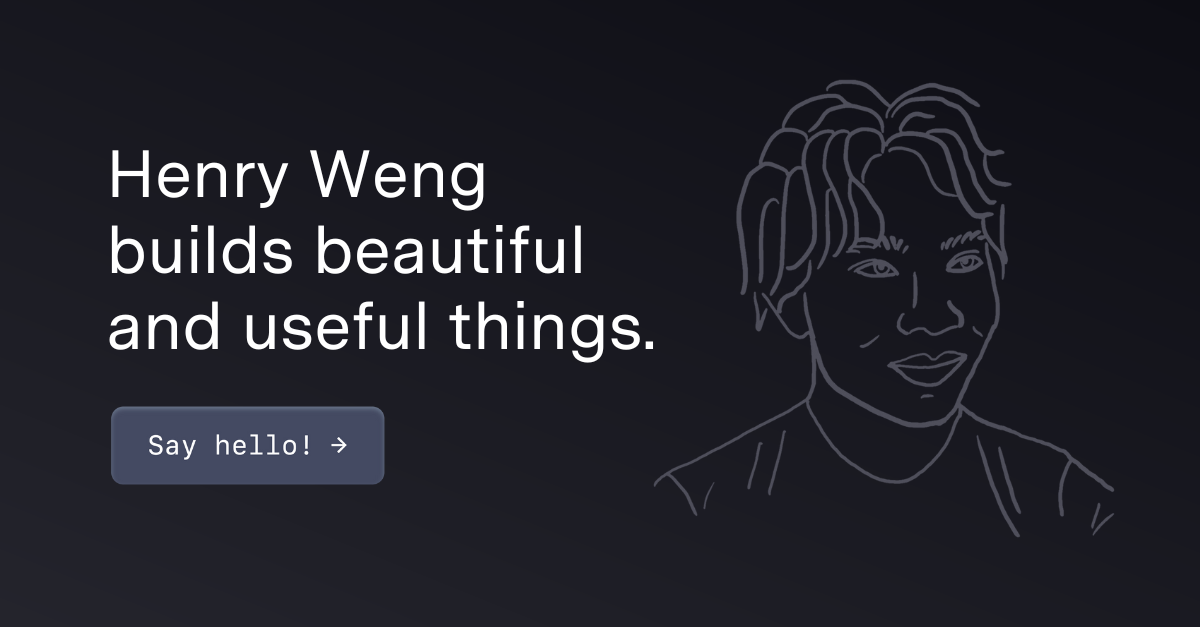 Henry Weng
builds beautiful
and useful things.
Say hello! →